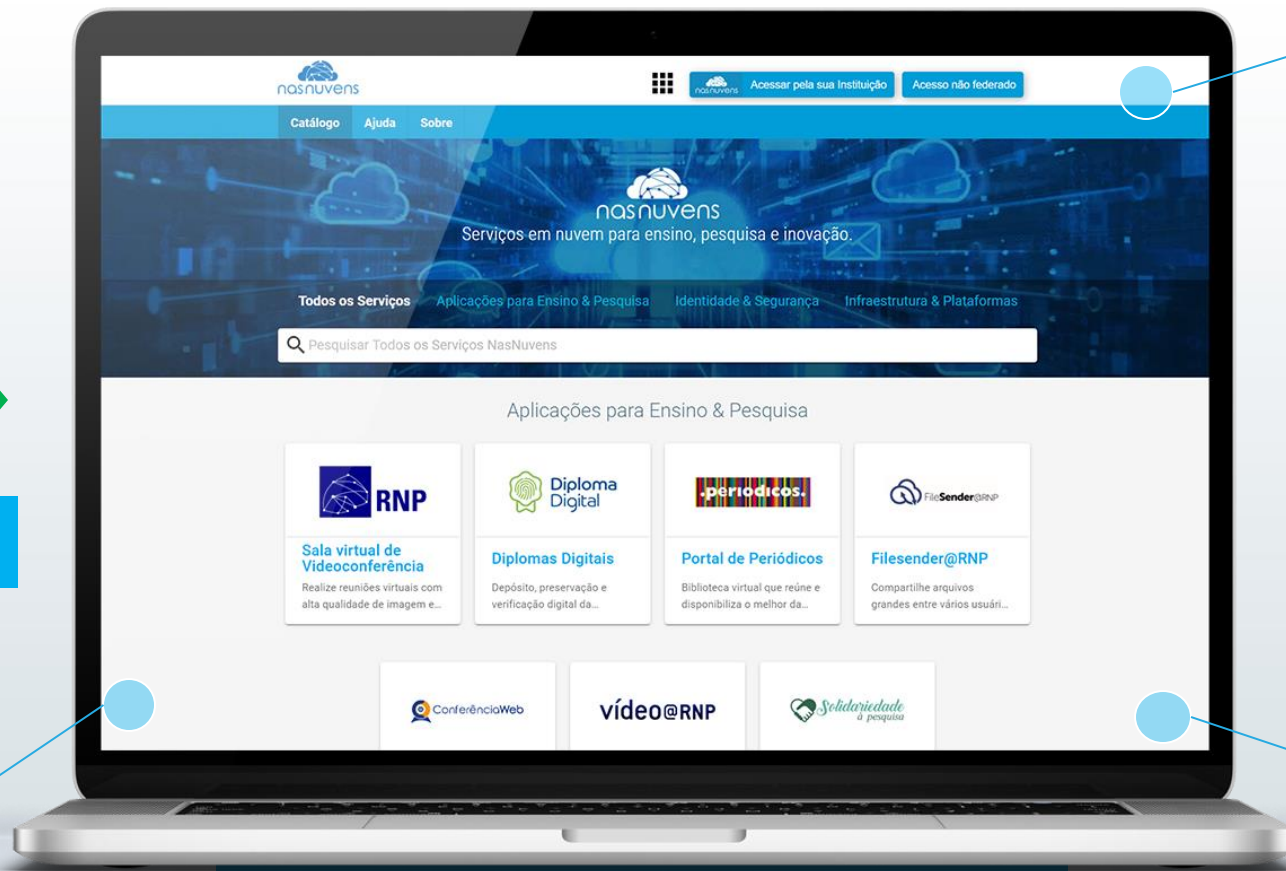 nasnuvens
nasnuvens Acessar pela sua Instituição Acesso não federado
Catálogo Ajuda Sobre
nasnuvens
Serviços em nuvem para ensino, pesquisa e inovação.
Todos os Serviços Aplicações para Ensino & Pesquisa Identidade & Segurança Infraestrutura & Plataformas
Pesquisar Todos os Serviços NasNuvens
Aplicações para Ensino & Pesquisa
RNP
Diploma
Digital
.periodicos.
FileSender@RNP
Sala virtual de
Videoconferência
Realize reuniões virtuais com
alta qualidade de imagem e...
Diplomas Digitais
Depósito, preservação e
verificação digital da...
Portal de Periódicos
Biblioteca virtual que reúne e
disponibiliza o melhor da...
Filesender@RNP
Compartilhe arquivos
grandes entre vários usuári...
ConferênciaWeb
vídeo@RNP
Solidariedade
à pesquisa